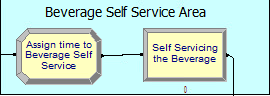 Beverage Self Service Area
Assign time to
Beverage Self
Service
Self Servicing
the Beverage
0